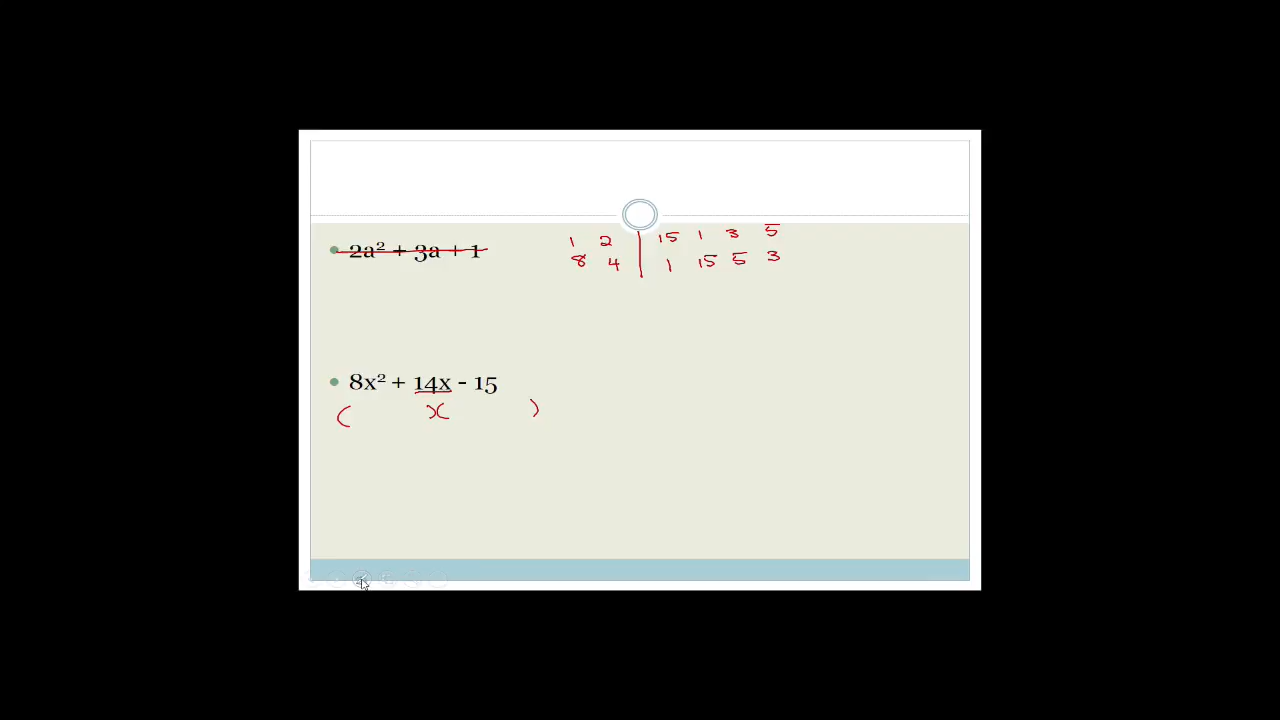 • 2a² + 3a + 1
1 2 | 15 1 3 5
8 4 | 1 15 5 3
• 8x² + 14x - 15
( )( )